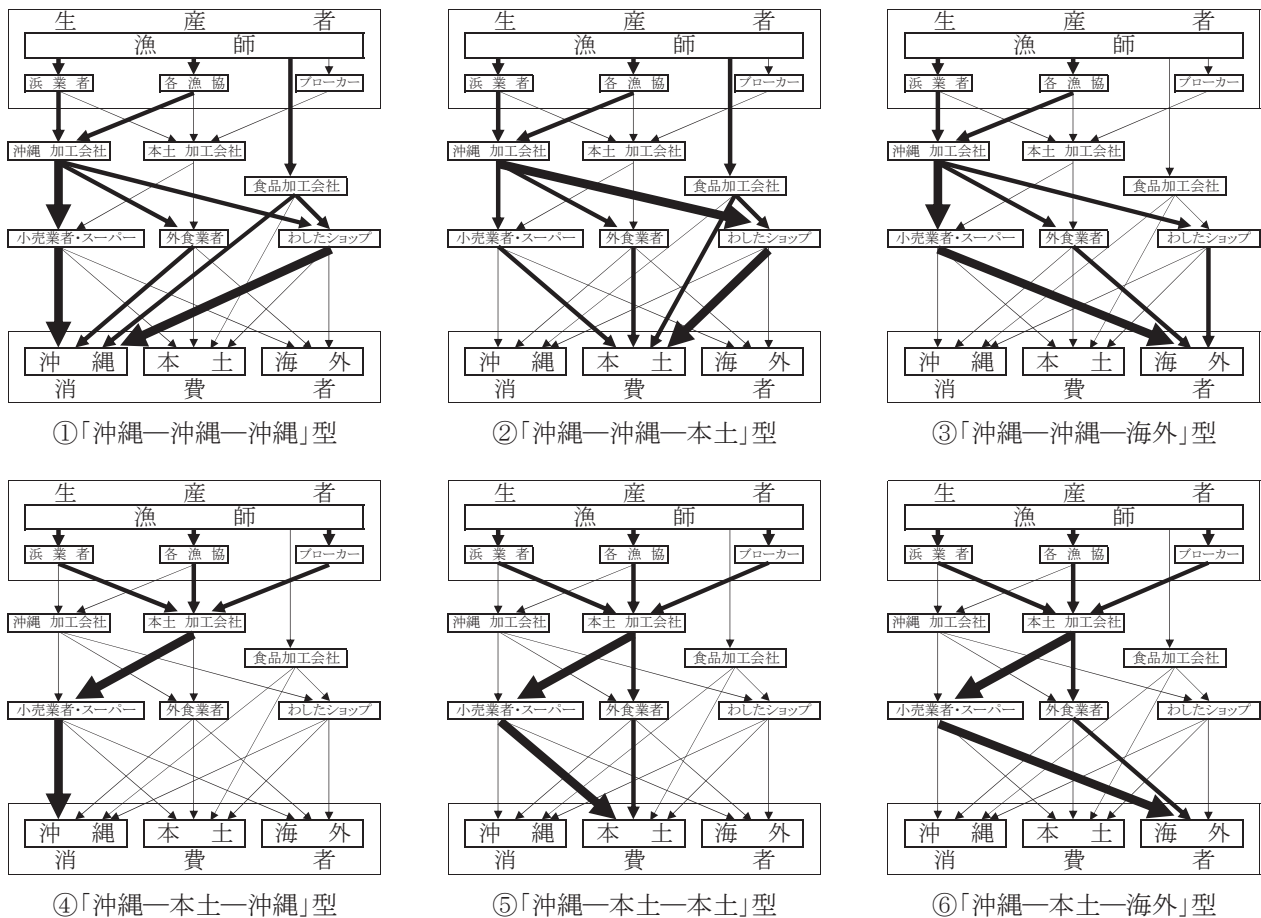 生産者
漁師
浜業者 各漁協 ブローカー
沖縄 加工会社 本土 加工会社
食品加工会社
小売業者・スーパー 外食業者 わしたショップ
沖縄 本土 海外
消費者
①「沖縄―沖縄―沖縄」型
生産者
漁師
浜業者 各漁協 ブローカー
沖縄 加工会社 本土 加工会社
食品加工会社
小売業者・スーパー 外食業者 わしたショップ
沖縄 本土 海外
消費者
②「沖縄―沖縄―本土」型
生産者
漁師
浜業者 各漁協 ブローカー
沖縄 加工会社 本土 加工会社
食品加工会社
小売業者・スーパー 外食業者 わしたショップ
沖縄 本土 海外
消費者
③「沖縄―沖縄―海外」型
生産者
漁師
浜業者 各漁協 ブローカー
沖縄 加工会社 本土 加工会社
食品加工会社
小売業者・スーパー 外食業者 わしたショップ
沖縄 本土 海外
消費者
④「沖縄―本土―沖縄」型
生産者
漁師
浜業者 各漁協 ブローカー
沖縄 加工会社 本土 加工会社
食品加工会社
小売業者・スーパー 外食業者 わしたショップ
沖縄 本土 海外
消費者
⑤「沖縄―本土―本土」型
生産者
漁師
浜業者 各漁協 ブローカー
沖縄 加工会社 本土 加工会社
食品加工会社
小売業者・スーパー 外食業者 わしたショップ
沖縄 本土 海外
消費者
⑥「沖縄―本土―海外」型